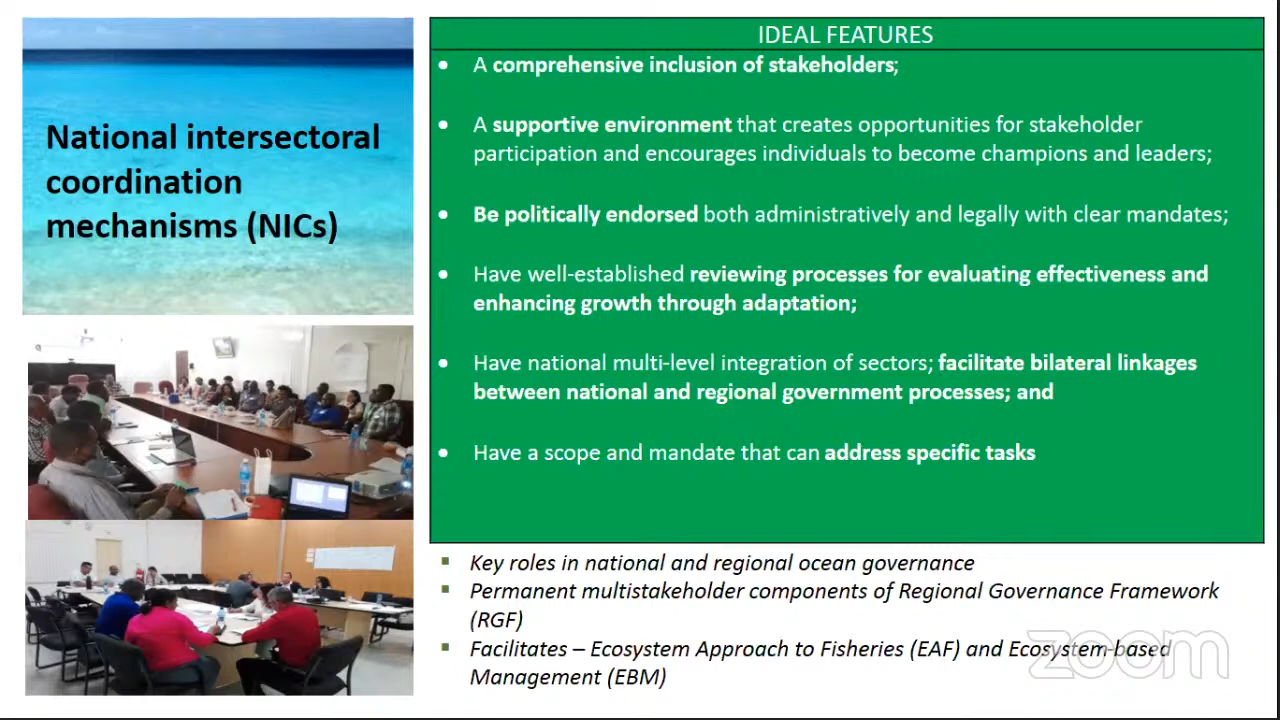 National intersectoral
coordination
mechanisms (NICs)
IDEAL FEATURES
• A comprehensive inclusion of stakeholders;
• A supportive environment that creates opportunities for stakeholder
participation and encourages individuals to become champions and leaders;
• Be politically endorsed both administratively and legally with clear mandates;
• Have well-established reviewing processes for evaluating effectiveness and
enhancing growth through adaptation;
• Have national multi-level integration of sectors; facilitate bilateral linkages
between national and regional government processes; and
• Have a scope and mandate that can address specific tasks
▪ Key roles in national and regional ocean governance
▪ Permanent multistakeholder components of Regional Governance Framework
(RGF)
▪ Facilitates – Ecosystem Approach to Fisheries (EAF) and Ecosystem-based
Management (EBM)
zoom